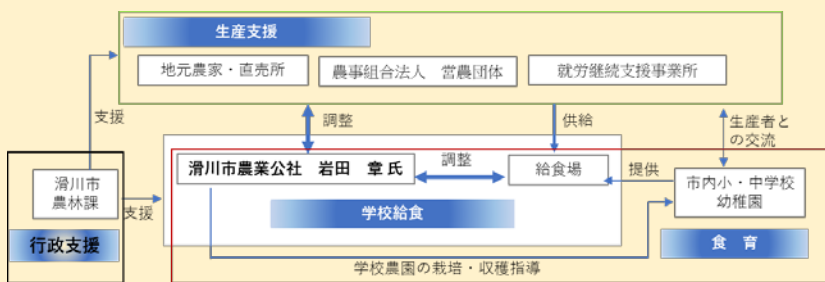 生産支援
地元農家・直売所
農事組合法人　営農団体
就労継続支援事業所
支援
調整
供給
生産者と
の交流
滑川市
農林課
支援
行政支援
滑川市農業公社　岩田　章 氏
調整
給食場
提供
市内小・中学校
幼稚園
学校給食
食　育
学校農園の栽培・収穫指導